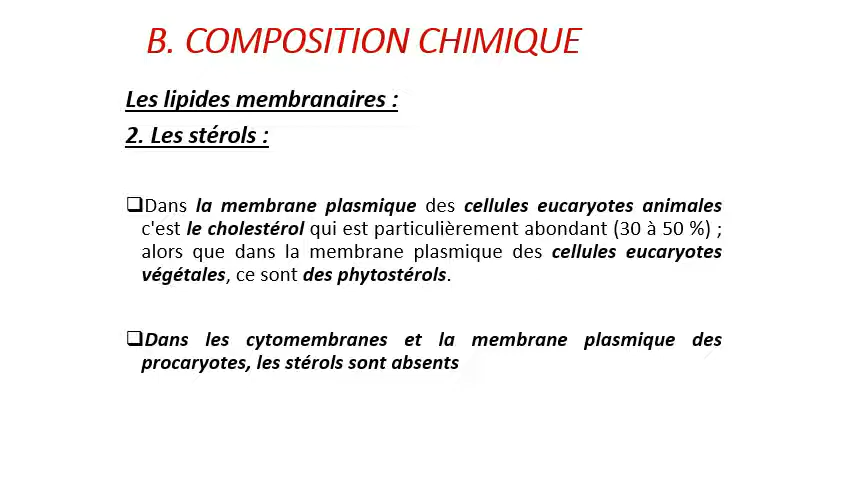 B. COMPOSITION CHIMIQUE
Les lipides membranaires :
2. Les stérols :
❑Dans la membrane plasmique des cellules eucaryotes animales
c'est le cholestérol qui est particulièrement abondant (30 à 50 %) ;
alors que dans la membrane plasmique des cellules eucaryotes
végétales, ce sont des phytostérols.
❑Dans les cytomembranes et la membrane plasmique des
procaryotes, les stérols sont absents